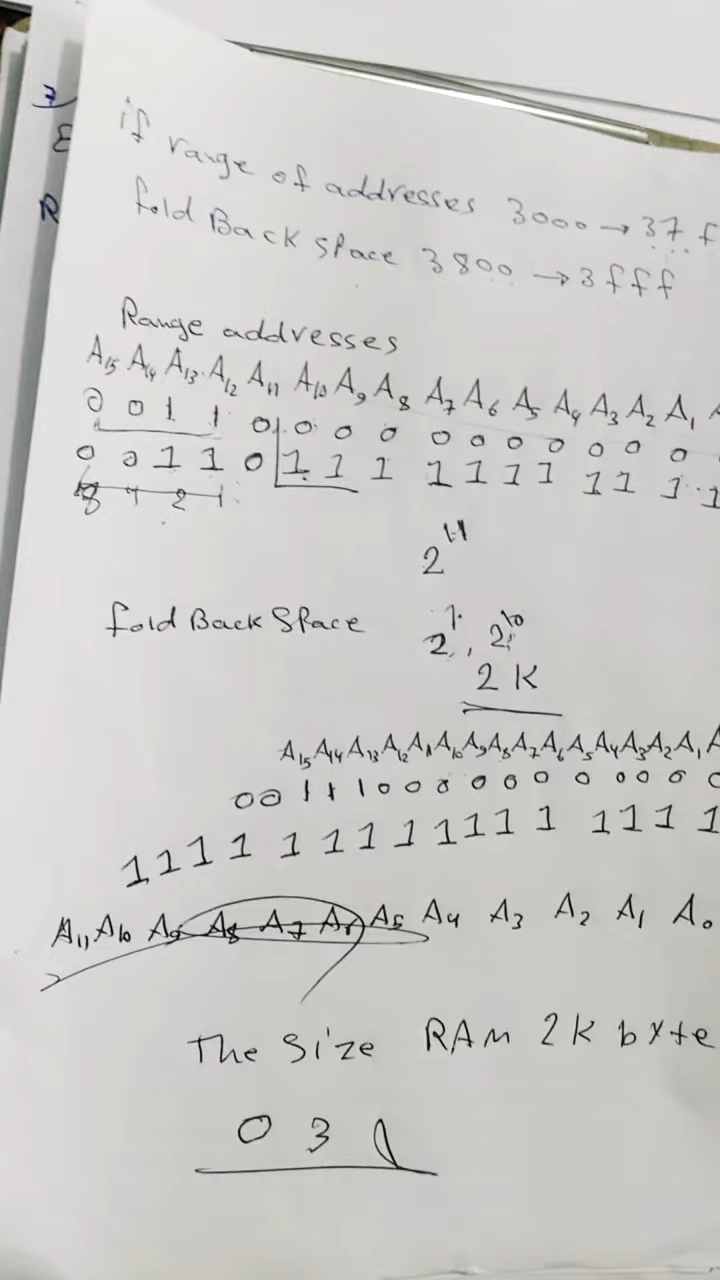 7
ε
R
if range of addresses 3000 → 37 f
fold Back space 3800 → 3fff
Range addresses
A15 A14 A13 A12 A11 A10 A9 A8 A7 A6 A5 A4 A3 A2 A1 A
0 0 1 1 0 0 0 0 0 0 0 0 0 0 0
0 0 1 1 0 1 1 1 1 1 1 1 1 1 1 1
8 4 2 1
2^11
fold Back Space 2^1, 2^10
2 K
A15 A14 A13 A12 A11 A10 A9 A8 A7 A6 A5 A4 A3 A2 A1 A
0 0 1 1 1 0 0 0 0 0 0 0 0 0 0 0
1 1 1 1 1 1 1 1 1 1 1 1 1 1 1 1
A11 A10 A9 A8 A7 A6 A5 A4 A3 A2 A1 A0
The Size RAM 2K byte
0 3